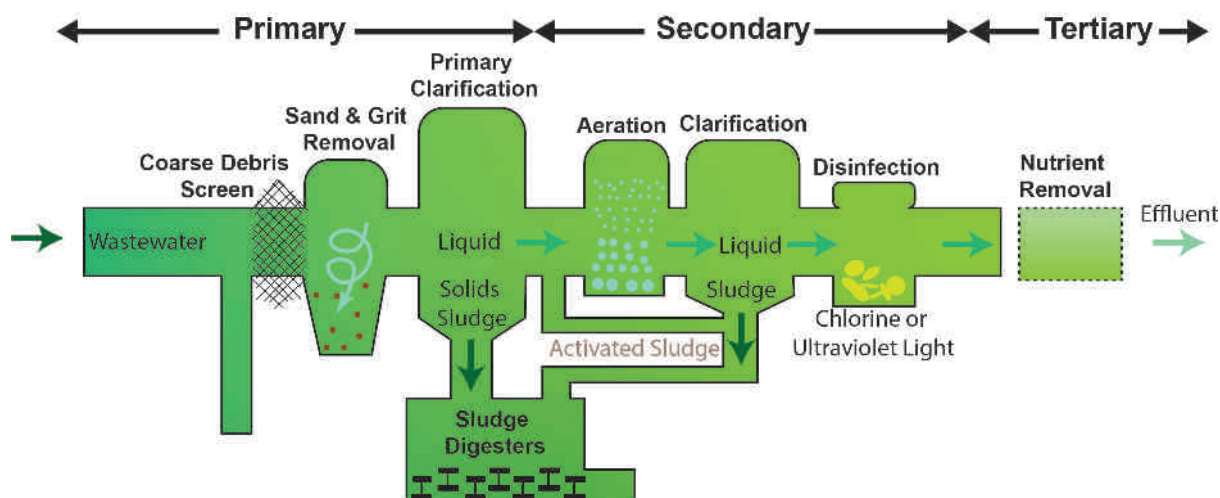 Primary
Secondary
Tertiary
Primary
Clarification
Sand & Grit
Removal
Coarse Debris
Screen
Aeration
Clarification
Disinfection
Nutrient
Removal
Wastewater
Liquid
Solids
Sludge
Liquid
Sludge
Effluent
Chlorine or
Ultraviolet Light
Activated Sludge
Sludge
Digesters